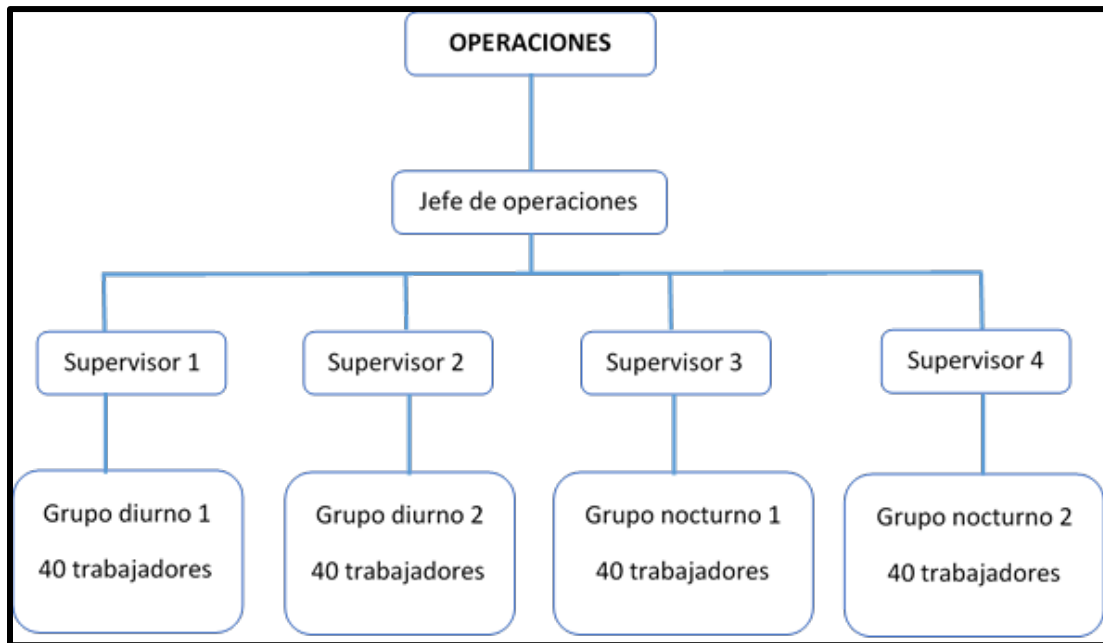 OPERACIONES
Jefe de operaciones
Supervisor 1
Supervisor 2
Supervisor 3
Supervisor 4
Grupo diurno 1
40 trabajadores
Grupo diurno 2
40 trabajadores
Grupo nocturno 1
40 trabajadores
Grupo nocturno 2
40 trabajadores